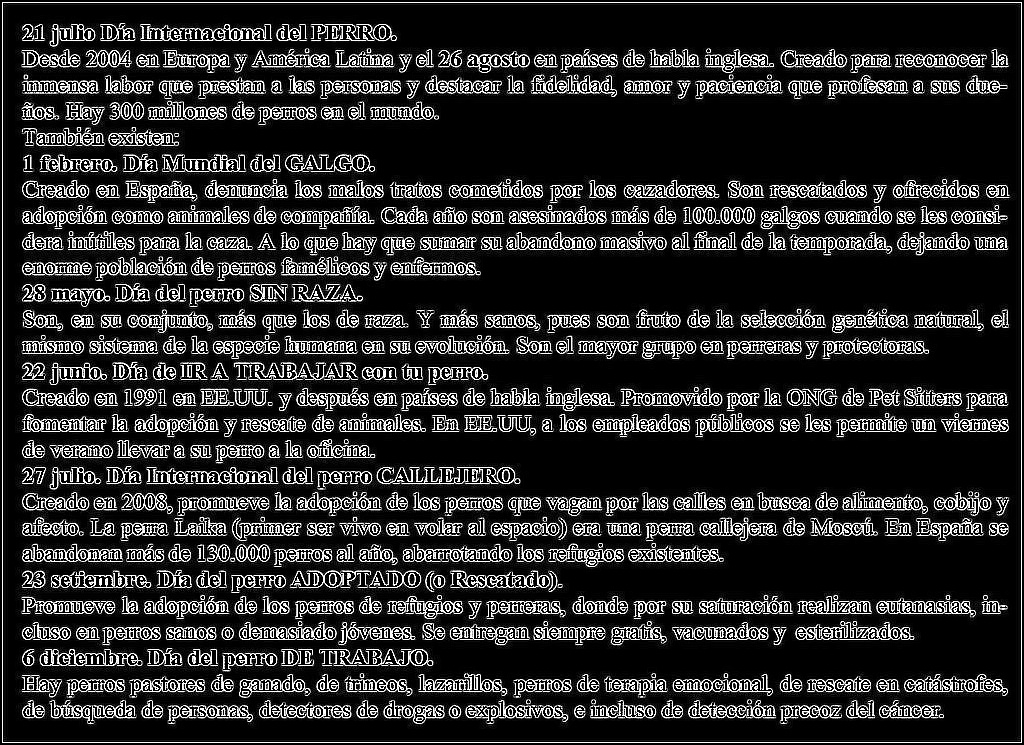 21 julio Día Internacional del PERRO.
Desde 2004 en Europa y América Latina y el 26 agosto en países de habla inglesa. Creado para reconocer la
inmensa labor que prestan a las personas y destacar la fidelidad, amor y paciencia que profesan a sus due-
ños. Hay 300 millones de perros en el mundo.
También existen:
1 febrero. Día Mundial del GALGO.
Creado en España, denuncia los malos tratos cometidos por los cazadores. Son rescatados y ofrecidos en
adopción como animales de compañía. Cada año son asesinados más de 100.000 galgos cuando se les consi-
dera inútiles para la caza. A lo que hay que sumar su abandono masivo al final de la temporada, dejando una
enorme población de perros famélicos y enfermos.
28 mayo. Día del perro SIN RAZA.
Son, en su conjunto, más que los de raza. Y más sanos, pues son fruto de la selección genética natural, el
mismo sistema de la especie humana en su evolución. Son el mayor grupo en perreras y protectoras.
22 junio. Día de IR A TRABAJAR con tu perro.
Creado en 1991 en EE.UU. y después en países de habla inglesa. Promovido por la ONG de Pet Sitters para
fomentar la adopción y rescate de animales. En EE.UU, a los empleados públicos se les permite un viernes
de verano llevar a su perro a la oficina.
27 julio. Día Internacional del perro CALLEJERO.
Creado en 2008, promueve la adopción de los perros que vagan por las calles en busca de alimento, cobijo y
afecto. La perra Laika (primer ser vivo en volar al espacio) era una perra callejera de Moscú. En España se
abandonan más de 130.000 perros al año, abarrotando los refugios existentes.
23 setiembre. Día del perro ADOPTADO (o Rescatado).
Promueve la adopción de los perros de refugios y perreras, donde por su saturación realizan eutanasias, in-
cluso en perros sanos o demasiado jóvenes. Se entregan siempre gratis, vacunados y esterilizados.
6 diciembre. Día del perro DE TRABAJO.
Hay perros pastores de ganado, de trineos, lazarillos, perros de terapia emocional, de rescate en catástrofes,
de búsqueda de personas, detectores de drogas o explosivos, e incluso de detección precoz del cáncer.